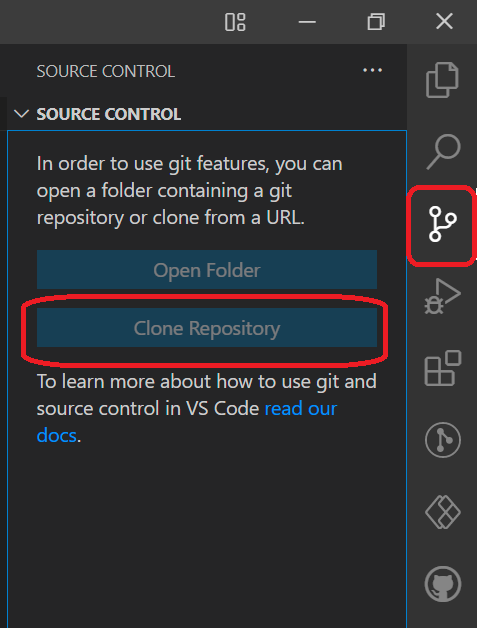 SOURCE CONTROL
SOURCE CONTROL
In order to use git features, you can
open a folder containing a git
repository or clone from a URL.
Open Folder
Clone Repository
To learn more about how to use git and
source control in VS Code read our
docs.